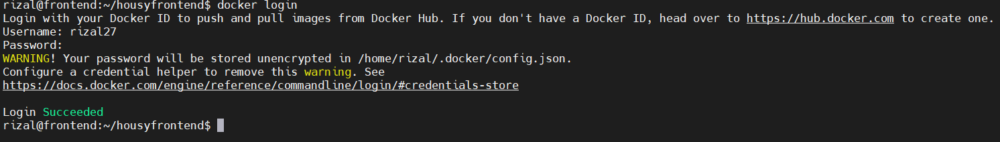 rizal@frontend:~/housyfrontend$ docker login
Login with your Docker ID to push and pull images from Docker Hub. If you don't have a Docker ID, head over to https://hub.docker.com to create one.
Username: rizal27
Password:
WARNING! Your password will be stored unencrypted in /home/rizal/.docker/config.json.
Configure a credential helper to remove this warning. See
https://docs.docker.com/engine/reference/commandline/login/#credentials-store
Login Succeeded
rizal@frontend:~/housyfrontend$